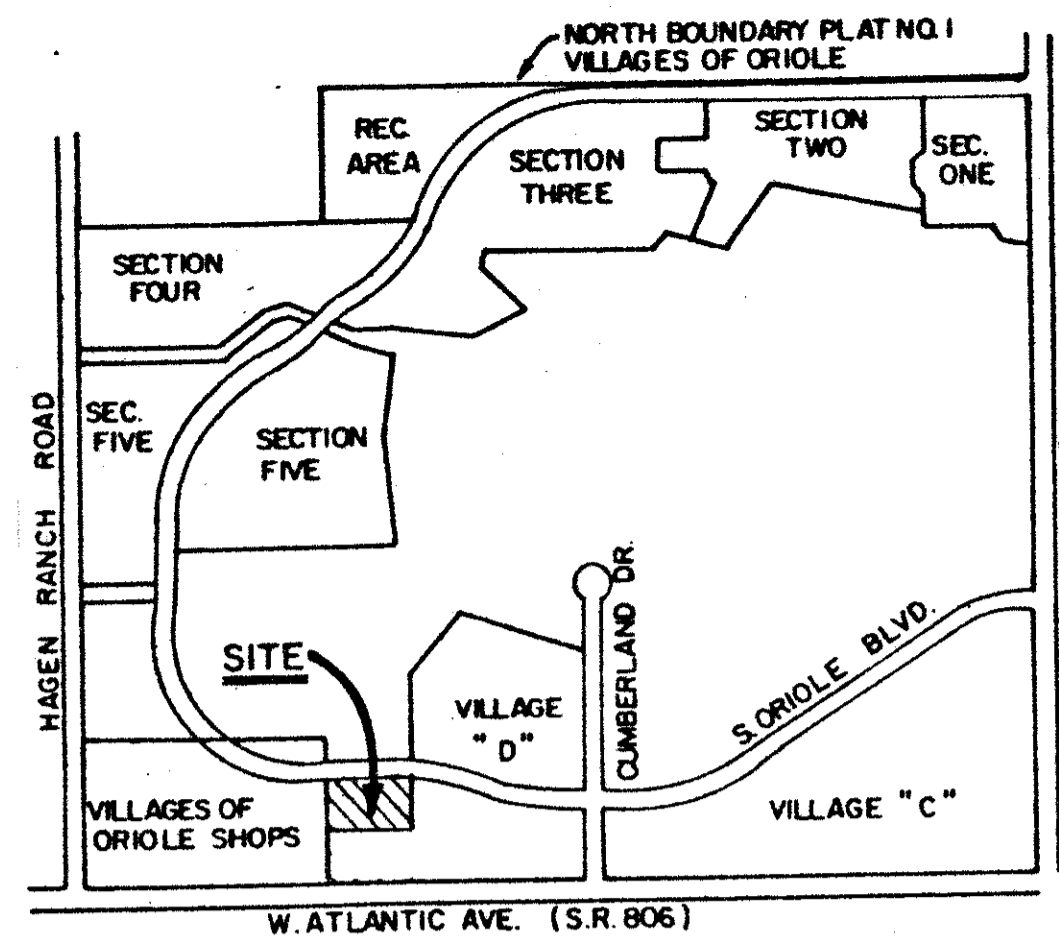 NORTH BOUNDARY PLAT NO. 1
VILLAGES OF ORIOLE
REC.
AREA
SECTION
THREE
SECTION
TWO
SEC.
ONE
SECTION
FOUR
SEC.
FIVE
SECTION
FIVE
HAGEN RANCH ROAD
SITE
VILLAGE
"D"
CUMBERLAND DR.
S. ORIOLE BLVD.
VILLAGES OF
ORIOLE SHOPS
VILLAGE "C"
W. ATLANTIC AVE. (S.R. 806)